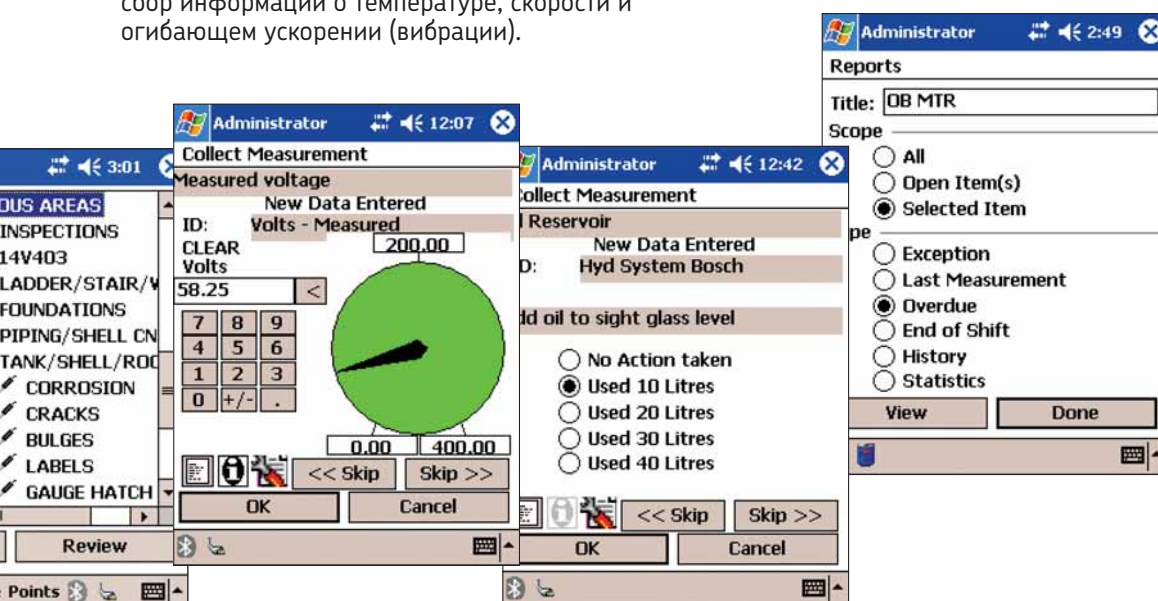 сбор информации о температуре, скорости и
огибающем ускорении (вибрации).
3:01
OUS AREAS
INSPECTIONS
14V403
LADDER/STAIR/
FOUNDATIONS
PIPING/SHELL CN
TANK/SHELL/ROO
CORROSION
CRACKS
BULGES
LABELS
GAUGE HATCH
Review
Points
Administrator 12:07
Collect Measurement
Measured voltage
New Data Entered
ID: Volts - Measured
CLEAR
Volts
200.00
58.25 <
7 8 9
4 5 6
1 2 3
0 +/- .
0.00 400.00
<< Skip Skip >>
OK Cancel
Administrator 12:42
Collect Measurement
Reservoir
New Data Entered
D: Hyd System Bosch
dd oil to sight glass level
No Action taken
Used 10 Litres
Used 20 Litres
Used 30 Litres
Used 40 Litres
<< Skip Skip >>
OK Cancel
Administrator 2:49
Reports
Title: OB MTR
Scope
All
Open Item(s)
Selected Item
pe
Exception
Last Measurement
Overdue
End of Shift
History
Statistics
View Done